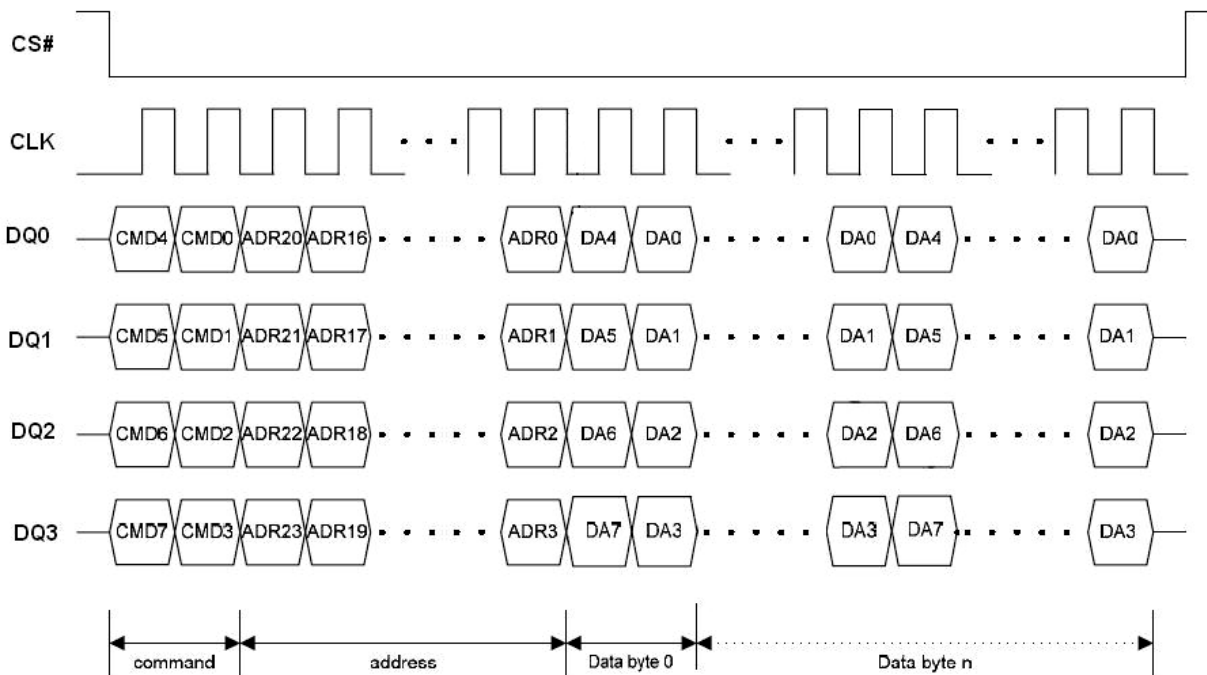 CS#
CLK
DQ0 CMD4 CMD0 ADR20 ADR16 ADR0 DA4 DA0 DA0 DA4 DA0
DQ1 CMD5 CMD1 ADR21 ADR17 ADR1 DA5 DA1 DA1 DA5 DA1
DQ2 CMD6 CMD2 ADR22 ADR18 ADR2 DA6 DA2 DA2 DA6 DA2
DQ3 CMD7 CMD3 ADR23 ADR19 ADR3 DA7 DA3 DA3 DA7 DA3
command address Data byte 0 Data byte n